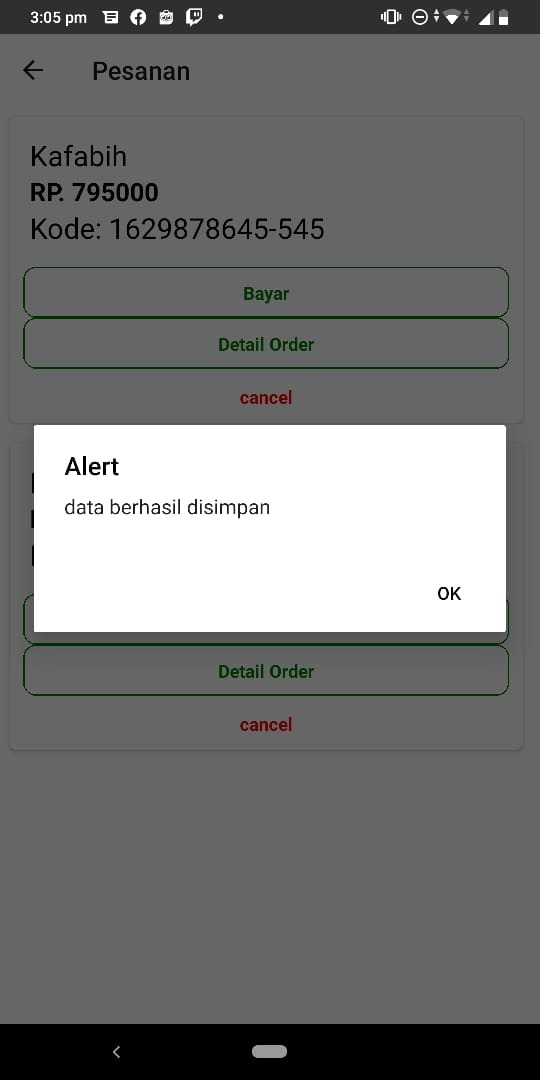 3:05 pm
Pesanan
Kafabih
RP. 795000
Kode: 1629878645-545
Bayar
Detail Order
cancel
Alert
data berhasil disimpan
OK
Detail Order
cancel